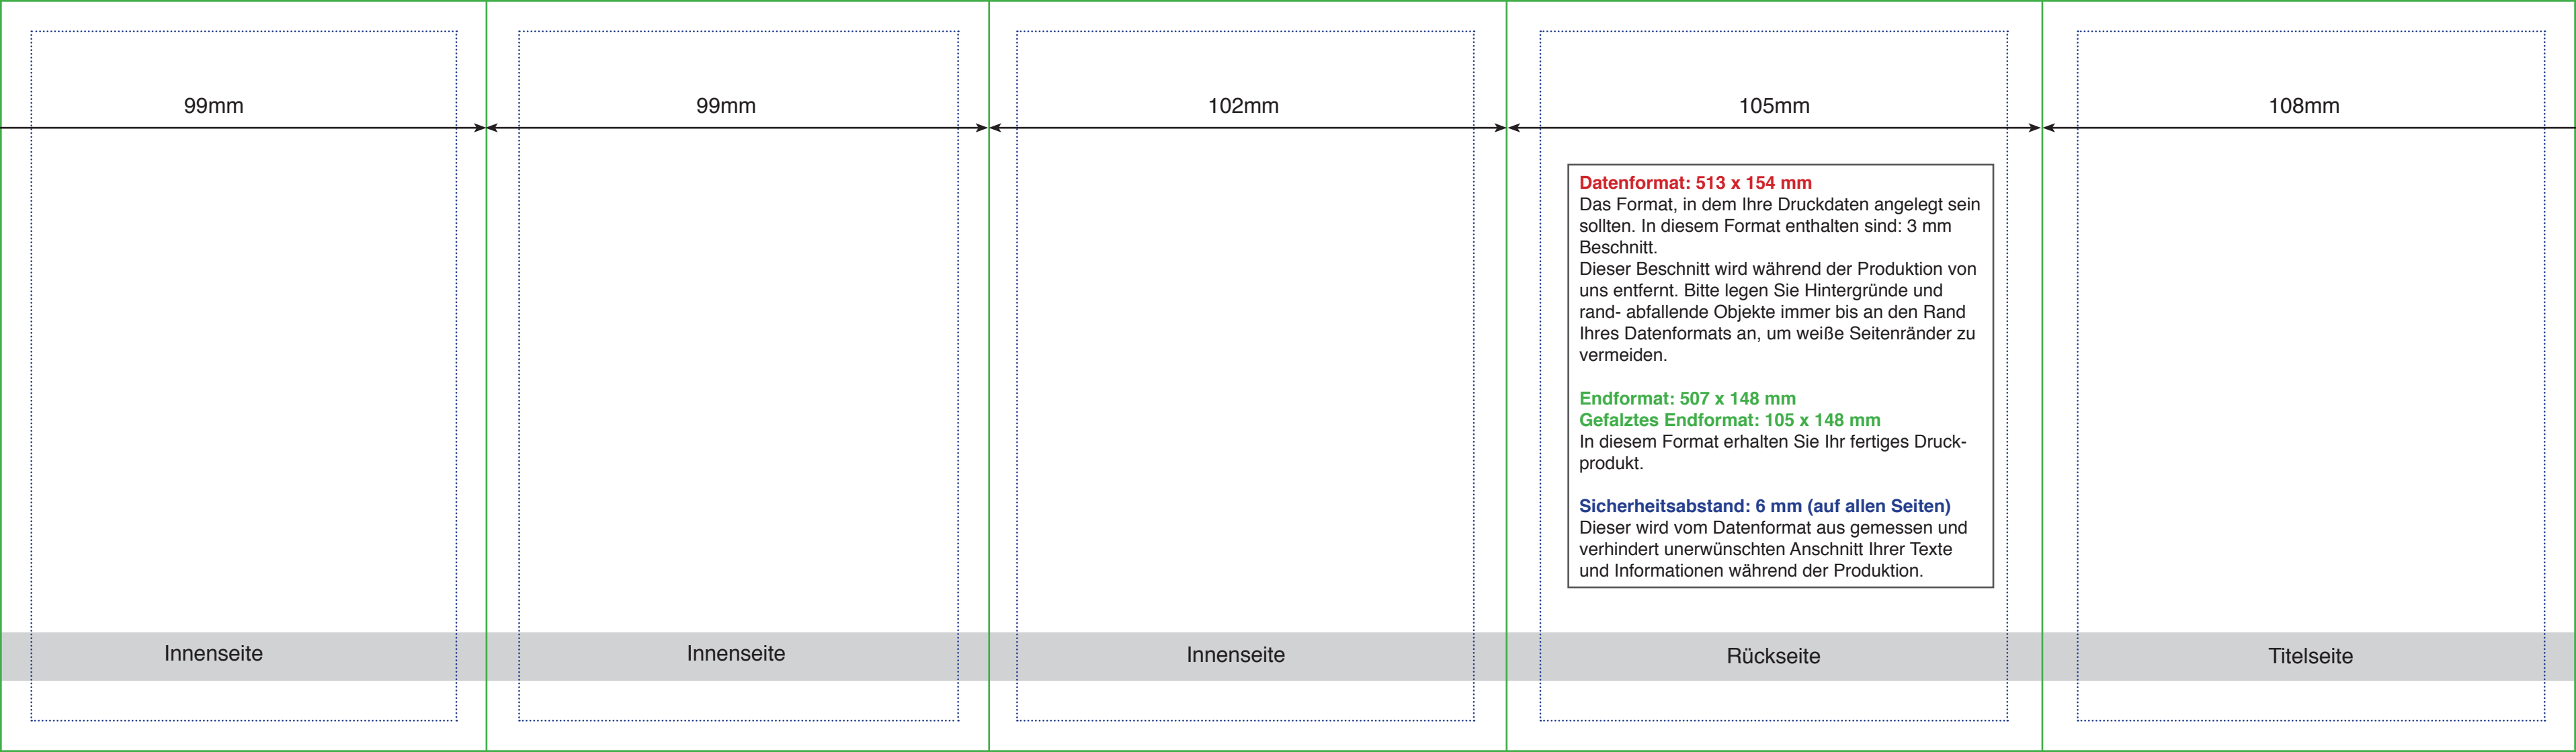 99mm
99mm
102mm
105mm
108mm
Datenformat: 513 x 154 mm
Das Format, in dem Ihre Druckdaten angelegt sein
sollten. In diesem Format enthalten sind: 3 mm
Beschnitt.
Dieser Beschnitt wird während der Produktion von
uns entfernt. Bitte legen Sie Hintergründe und
rand- abfallende Objekte immer bis an den Rand
Ihres Datenformats an, um weiße Seitenränder zu
vermeiden.
Endformat: 507 x 148 mm
Gefalztes Endformat: 105 x 148 mm
In diesem Format erhalten Sie Ihr fertiges Druck-
produkt.
Sicherheitsabstand: 6 mm (auf allen Seiten)
Dieser wird vom Datenformat aus gemessen und
verhindert unerwünschten Anschnitt Ihrer Texte
und Informationen während der Produktion.
Innenseite
Innenseite
Innenseite
Rückseite
Titelseite